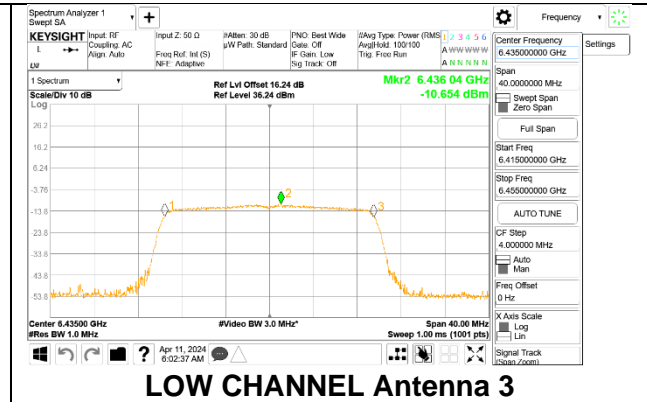 Spectrum Analyzer 1
Swept SA
+
Frequency
KEYSIGHT
L
Input: RF
Coupling: AC
Align: Auto
Input Z: 50 Ω
Freq Ref: Int (S)
NFE: Adaptive
#Atten: 30 dB
µW Path: Standard
PNO: Best Wide
Gate: Off
IF Gain: Low
Sig Track: Off
#Avg Type: Power (RMS
Avg|Hold: 100/100
Trig: Free Run
1 2 3 4 5 6
A W W W W W
A N N N N N
Center Frequency
6.435000000 GHz
Settings
Span
40.0000000 MHz
Swept Span
Zero Span
Full Span
Start Freq
6.415000000 GHz
Stop Freq
6.455000000 GHz
AUTO TUNE
CF Step
4.000000 MHz
Auto
Man
Freq Offset
0 Hz
X Axis Scale
Log
Lin
Signal Track
(Span Zoom)
1 Spectrum
Scale/Div 10 dB
Ref Lvl Offset 16.24 dB
Ref Level 36.24 dBm
Mkr2 6.436 04 GHz
-10.654 dBm
Log
26.2
16.2
6.24
-3.76
-13.8
-23.8
-33.8
-43.8
-53.8
1
2
3
Center 6.43500 GHz
#Res BW 1.0 MHz
#Video BW 3.0 MHz*
Span 40.00 MHz
Sweep 1.00 ms (1001 pts)
?
Apr 11, 2024
6:02:37 AM
LOW CHANNEL Antenna 3